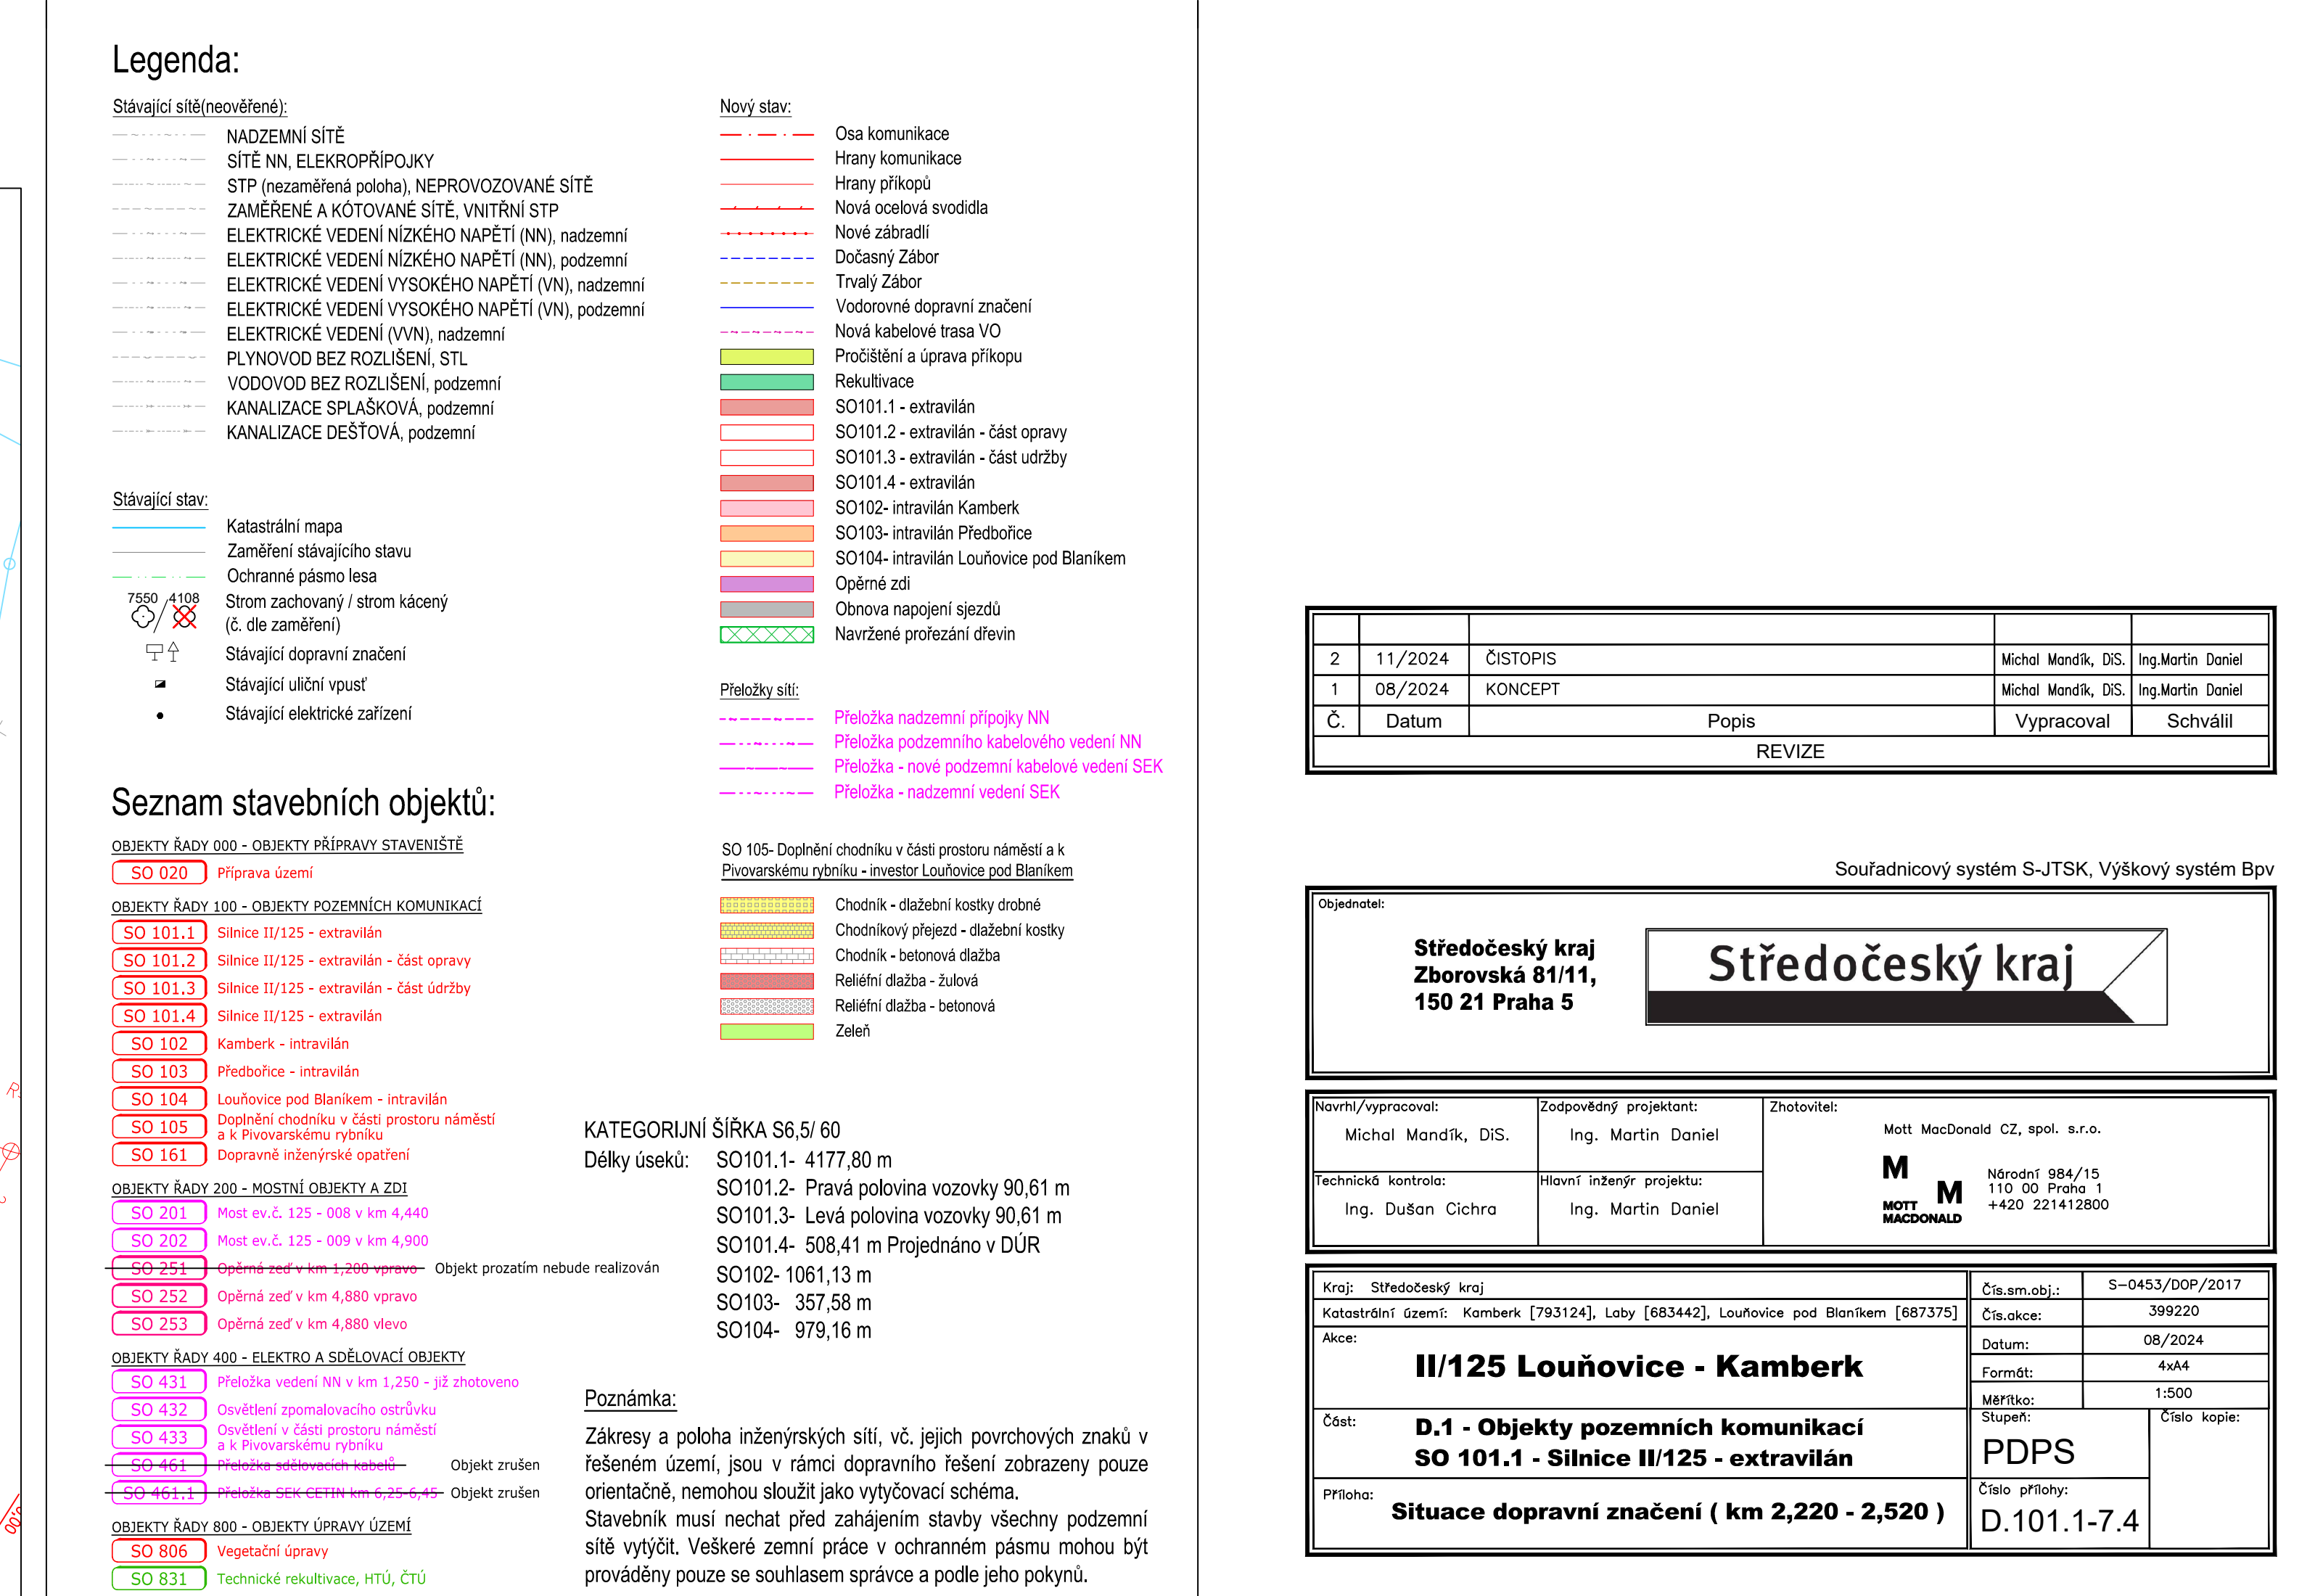 Legenda:
Stávající sítě(neověřené):
NADZEMNÍ SÍTĚ
SÍTĚ NN, ELEKROPŘÍPOJKY
STP (nezaměřená poloha), NEPROVOZOVANÉ SÍTĚ
ZAMĚŘENÉ A KÓTOVANÉ SÍTĚ, VNITŘNÍ STP
ELEKTRICKÉ VEDENÍ NÍZKÉHO NAPĚTÍ (NN), nadzemní
ELEKTRICKÉ VEDENÍ NÍZKÉHO NAPĚTÍ (NN), podzemní
ELEKTRICKÉ VEDENÍ VYSOKÉHO NAPĚTÍ (VN), nadzemní
ELEKTRICKÉ VEDENÍ VYSOKÉHO NAPĚTÍ (VN), podzemní
ELEKTRICKÉ VEDENÍ (VVN), nadzemní
PLYNOVOD BEZ ROZLIŠENÍ, STL
VODOVOD BEZ ROZLIŠENÍ, podzemní
KANALIZACE SPLAŠKOVÁ, podzemní
KANALIZACE DEŠŤOVÁ, podzemní
Stávající stav:
Katastrální mapa
Zaměření stávajícího stavu
Ochranné pásmo lesa
7550 / 4108 Strom zachovaný / strom kácený
(č. dle zaměření)
Stávající dopravní značení
Stávající uliční vpusť
Stávající elektrické zařízení
Nový stav:
Osa komunikace
Hrany komunikace
Hrany příkopů
Nová ocelová svodidla
Nové zábradlí
Dočasný Zábor
Trvalý Zábor
Vodorovné dopravní značení
Nová kabelové trasa VO
Pročištění a úprava příkopu
Rekultivace
SO101.1 - extravilán
SO101.2 - extravilán - část opravy
SO101.3 - extravilán - část udržby
SO101.4 - extravilán
SO102- intravilán Kamberk
SO103- intravilán Předbořice
SO104- intravilán Louňovice pod Blaníkem
Opěrné zdi
Obnova napojení sjezdů
Navržené prořezání dřevin
Přeložky sítí:
Přeložka nadzemní přípojky NN
Přeložka podzemního kabelového vedení NN
Přeložka - nové podzemní kabelové vedení SEK
Přeložka - nadzemní vedení SEK
SO 105- Doplnění chodníku v části prostoru náměstí a k
Pivovarskému rybníku - investor Louňovice pod Blaníkem
Chodník - dlažební kostky drobné
Chodníkový přejezd - dlažební kostky
Chodník - betonová dlažba
Reliéfní dlažba - žulová
Reliéfní dlažba - betonová
Zeleň
Seznam stavebních objektů:
OBJEKTY ŘADY 000 - OBJEKTY PŘÍPRAVY STAVENIŠTĚ
SO 020 Příprava území
OBJEKTY ŘADY 100 - OBJEKTY POZEMNÍCH KOMUNIKACÍ
SO 101.1 Silnice II/125 - extravilán
SO 101.2 Silnice II/125 - extravilán - část opravy
SO 101.3 Silnice II/125 - extravilán - část údržby
SO 101.4 Silnice II/125 - extravilán
SO 102 Kamberk - intravilán
SO 103 Předbořice - intravilán
SO 104 Louňovice pod Blaníkem - intravilán
SO 105 Doplnění chodníku v části prostoru náměstí
a k Pivovarskému rybníku
SO 161 Dopravně inženýrské opatření
OBJEKTY ŘADY 200 - MOSTNÍ OBJEKTY A ZDI
SO 201 Most ev.č. 125 - 008 v km 4,440
SO 202 Most ev.č. 125 - 009 v km 4,900
SO 251 Opěrná zeď v km 1,200 vpravo Objekt prozatím nebude realizován
SO 252 Opěrná zeď v km 4,880 vpravo
SO 253 Opěrná zeď v km 4,880 vlevo
OBJEKTY ŘADY 400 - ELEKTRO A SDĚLOVACÍ OBJEKTY
SO 431 Přeložka vedení NN v km 1,250 - již zhotoveno
SO 432 Osvětlení zpomalovacího ostrůvku
SO 433 Osvětlení v části prostoru náměstí
a k Pivovarskému rybníku
SO 461 Přeložka sdělovacích kabelů Objekt zrušen
SO 461.1 Přeložka SEK CETIN km 6,25-6,45 Objekt zrušen
OBJEKTY ŘADY 800 - OBJEKTY ÚPRAVY ÚZEMÍ
SO 806 Vegetační úpravy
SO 831 Technické rekultivace, HTÚ, ČTÚ
KATEGORIJNÍ ŠÍŘKA S6,5/ 60
Délky úseků: SO101.1- 4177,80 m
SO101.2- Pravá polovina vozovky 90,61 m
SO101.3- Levá polovina vozovky 90,61 m
SO101.4- 508,41 m Projednáno v DÚR
SO102- 1061,13 m
SO103- 357,58 m
SO104- 979,16 m
Poznámka:
Zákresy a poloha inženýrských sítí, vč. jejich povrchových znaků v
řešeném území, jsou v rámci dopravního řešení zobrazeny pouze
orientačně, nemohou sloužit jako vytyčovací schéma.
Stavebník musí nechat před zahájením stavby všechny podzemní
sítě vytýčit. Veškeré zemní práce v ochranném pásmu mohou být
prováděny pouze se souhlasem správce a podle jeho pokynů.
2 11/2024 ČISTOPIS Michal Mandík, DiS. Ing.Martin Daniel
1 08/2024 KONCEPT Michal Mandík, DiS. Ing.Martin Daniel
Č. Datum Popis Vypracoval Schválil
REVIZE
Souřadnicový systém S-JTSK, Výškový systém Bpv
Objednatel:
Středočeský kraj
Zborovská 81/11,
150 21 Praha 5
Středočeský kraj
Navrhl/vypracoval:
Michal Mandík, DiS.
Zodpovědný projektant:
Ing. Martin Daniel
Technická kontrola:
Ing. Dušan Cichra
Hlavní inženýr projektu:
Ing. Martin Daniel
Zhotovitel:
Mott MacDonald CZ, spol. s.r.o.
M
M
MOTT
MACDONALD
Národní 984/15
110 00 Praha 1
+420 221412800
Kraj: Středočeský kraj
Katastrální území: Kamberk [793124], Laby [683442], Louňovice pod Blaníkem [687375]
Akce:
II/125 Louňovice - Kamberk
Část:
D.1 - Objekty pozemních komunikací
SO 101.1 - Silnice II/125 - extravilán
Příloha:
Situace dopravní značení ( km 2,220 - 2,520 )
Čís.sm.obj.: S-0453/DOP/2017
Čís.akce: 399220
Datum: 08/2024
Formát: 4xA4
Měřítko: 1:500
Stupeň:
PDPS
Číslo kopie:
Číslo přílohy:
D.101.1-7.4